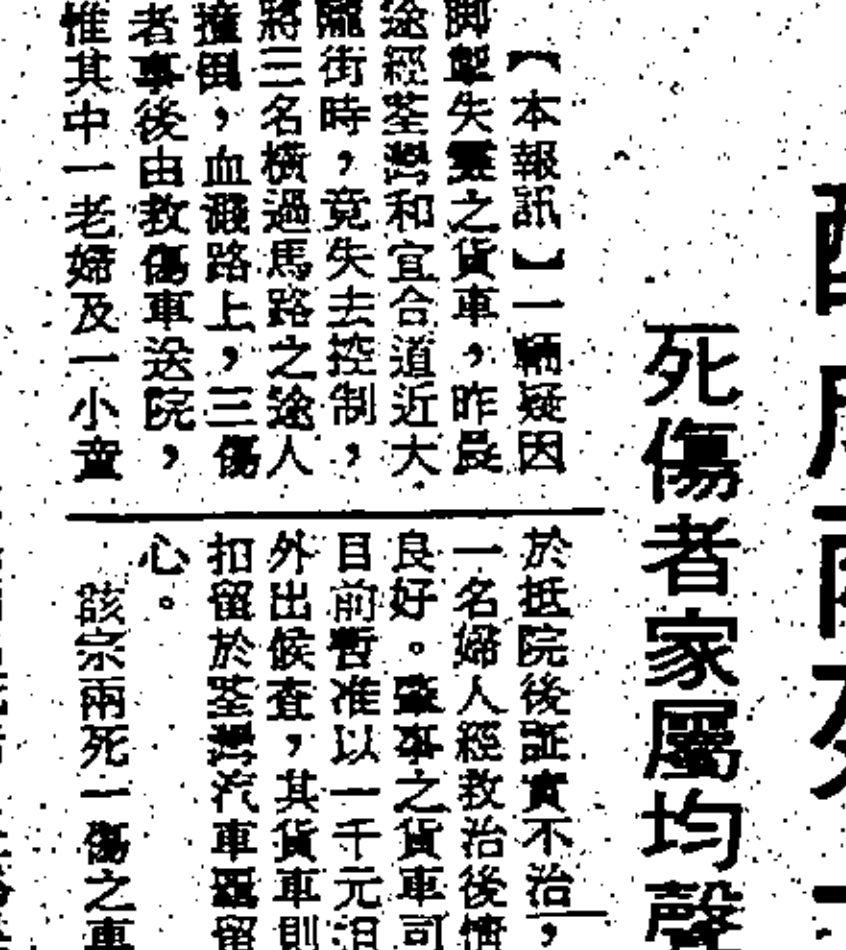 死傷者家屬均聲
【本報訊】一輛疑因
脚掣失靈之貨車，昨晨
途經荃灣和宜合道近大
隴街時，竟失去控制，
將三名橫過馬路之途人
撞倒，血濺路上，三傷
者事後由救傷車送院，
惟其中一老婦及一小童
於抵院後証實不治，
一名婦人經救治後情
良好。肇事之貨車司
目前暫准以一千元
外出候查，其貨車則
扣留於荃灣汽車扣留
心。
該宗兩死一傷之車